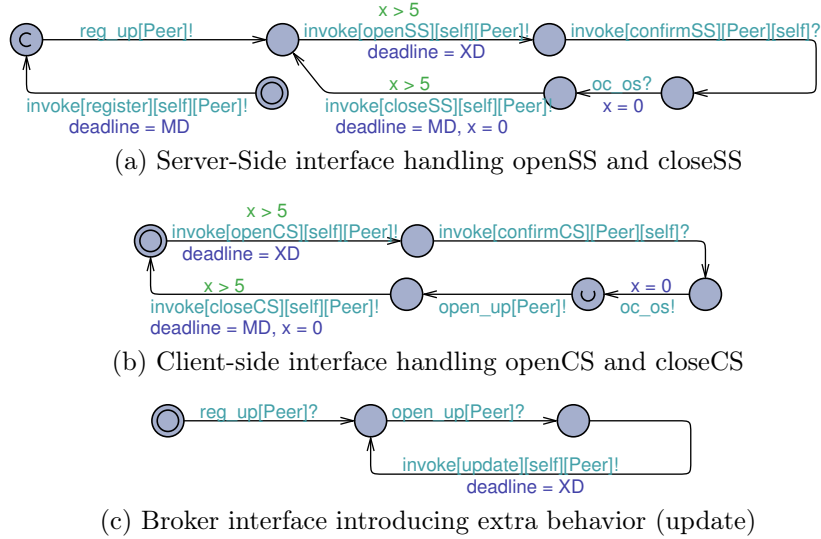 x > 5
reg_up[Peer]! invoke[openSS][self][Peer]! invoke[confirmSS][Peer][self]?
C
deadline = XD
x > 5 oc_os?
invoke[register][self][Peer]! invoke[closeSS][self][Peer]! x = 0
deadline = MD deadline = MD, x = 0
(a) Server-Side interface handling openSS and closeSS
x > 5
invoke[openCS][self][Peer]! invoke[confirmCS][Peer][self]?
deadline = XD
x > 5 x = 0
invoke[closeCS][self][Peer]! open_up[Peer]! oc_os!
deadline = MD, x = 0
(b) Client-side interface handling openCS and closeCS
reg_up[Peer]? open_up[Peer]?
invoke[update][self][Peer]!
deadline = XD
(c) Broker interface introducing extra behavior (update)